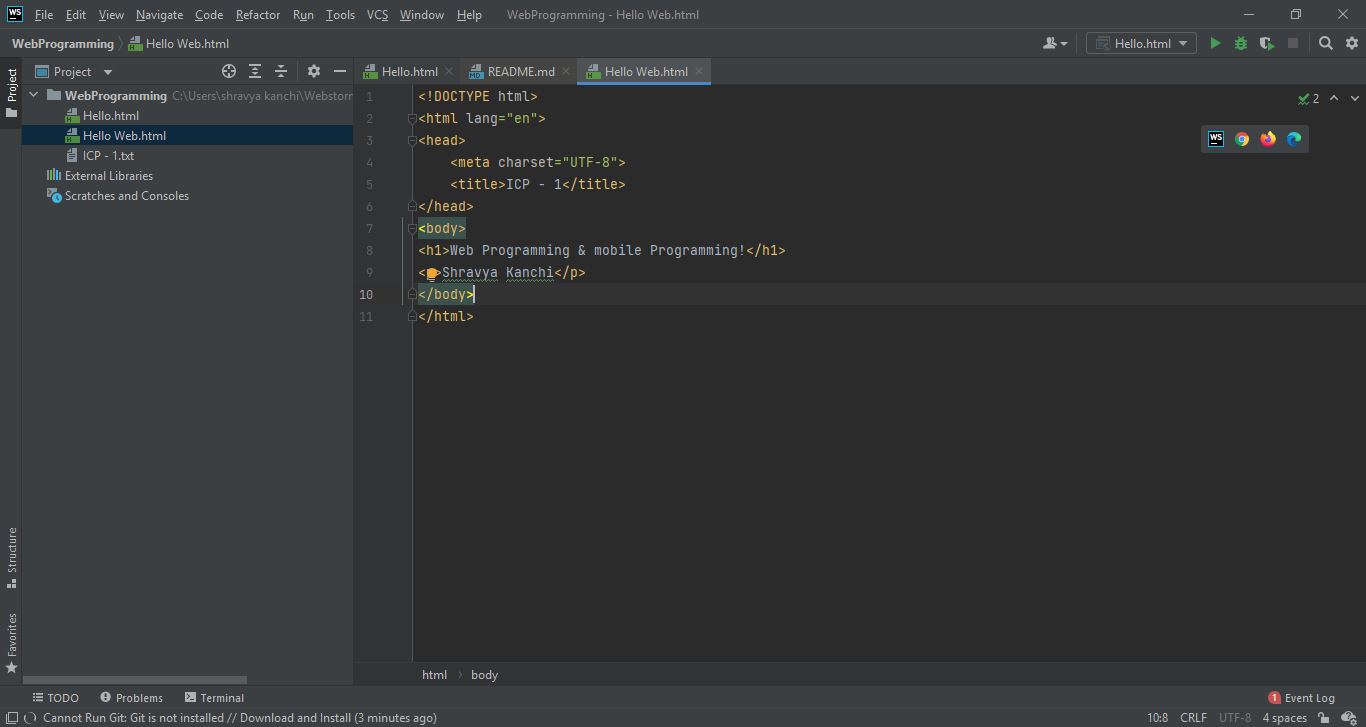 WS File Edit View Navigate Code Refactor Run Tools VCS Window Help WebProgramming - Hello Web.html
WebProgramming Hello Web.html Hello.html
Project
Project
Hello.html README.md Hello Web.html
WebProgramming C:\Users\shravya kanchi\Webstorm
Hello.html
Hello Web.html
ICP - 1.txt
External Libraries
Scratches and Consoles
1 <!DOCTYPE html>
2 <html lang="en">
3 <head>
4 <meta charset="UTF-8">
5 <title>ICP - 1</title>
6 </head>
7 <body>
8 <h1>Web Programming & mobile Programming!</h1>
9 < >Shravya Kanchi</p>
10 </body>
11 </html>
2
WS
Structure
Favorites
html body
TODO Problems Terminal 1 Event Log
Cannot Run Git: Git is not installed // Download and Install (3 minutes ago) 10:8 CRLF UTF-8 4 spaces